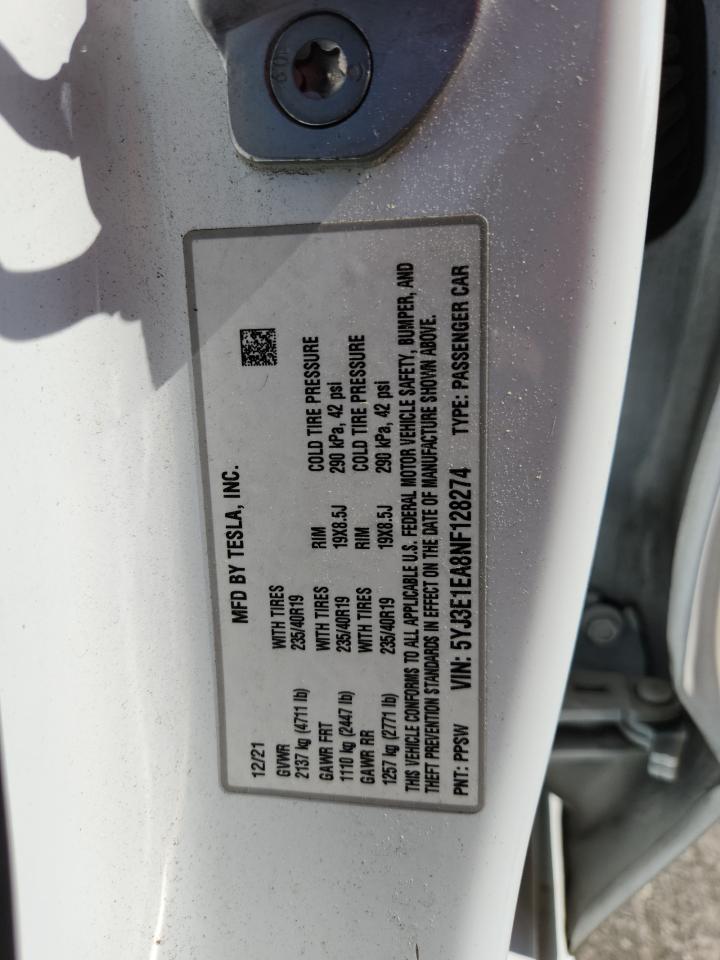 MFD BY TESLA, INC.
12/21
GVWR WITH TIRES RIM COLD TIRE PRESSURE
2137 kg (4711 lb) 235/40R19 19X8.5J 290 kPa, 42 psi
GAWR FRT WITH TIRES RIM COLD TIRE PRESSURE
1110 kg (2447 lb) 235/40R19 19X8.5J 290 kPa, 42 psi
GAWR RR
1257 kg (2771 lb) 235/40R19
THIS VEHICLE CONFORMS TO ALL APPLICABLE U.S. FEDERAL MOTOR VEHICLE SAFETY, BUMPER, AND
THEFT PREVENTION STANDARDS IN EFFECT ON THE DATE OF MANUFACTURE SHOWN ABOVE.
PNT: PPSW VIN: 5YJ3E1EA8NF128274 TYPE: PASSENGER CAR